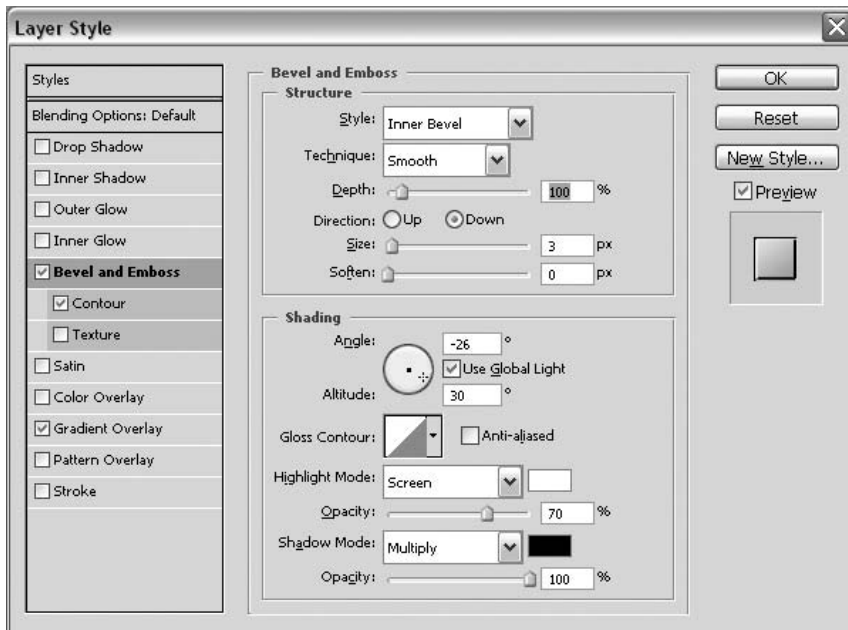 Layer Style
Styles
Blending Options: Default
Drop Shadow
Inner Shadow
Outer Glow
Inner Glow
Bevel and Emboss
Contour
Texture
Satin
Color Overlay
Gradient Overlay
Pattern Overlay
Stroke
Bevel and Emboss
Structure
Style: Inner Bevel
Technique: Smooth
Depth: 100 %
Direction: Up Down
Size: 3 px
Soften: 0 px
Shading
Angle: -26 °
Use Global Light
Altitude: 30 °
Gloss Contour: Anti-aliased
Highlight Mode: Screen
Opacity: 70 %
Shadow Mode: Multiply
Opacity: 100 %
OK
Reset
New Style...
Preview